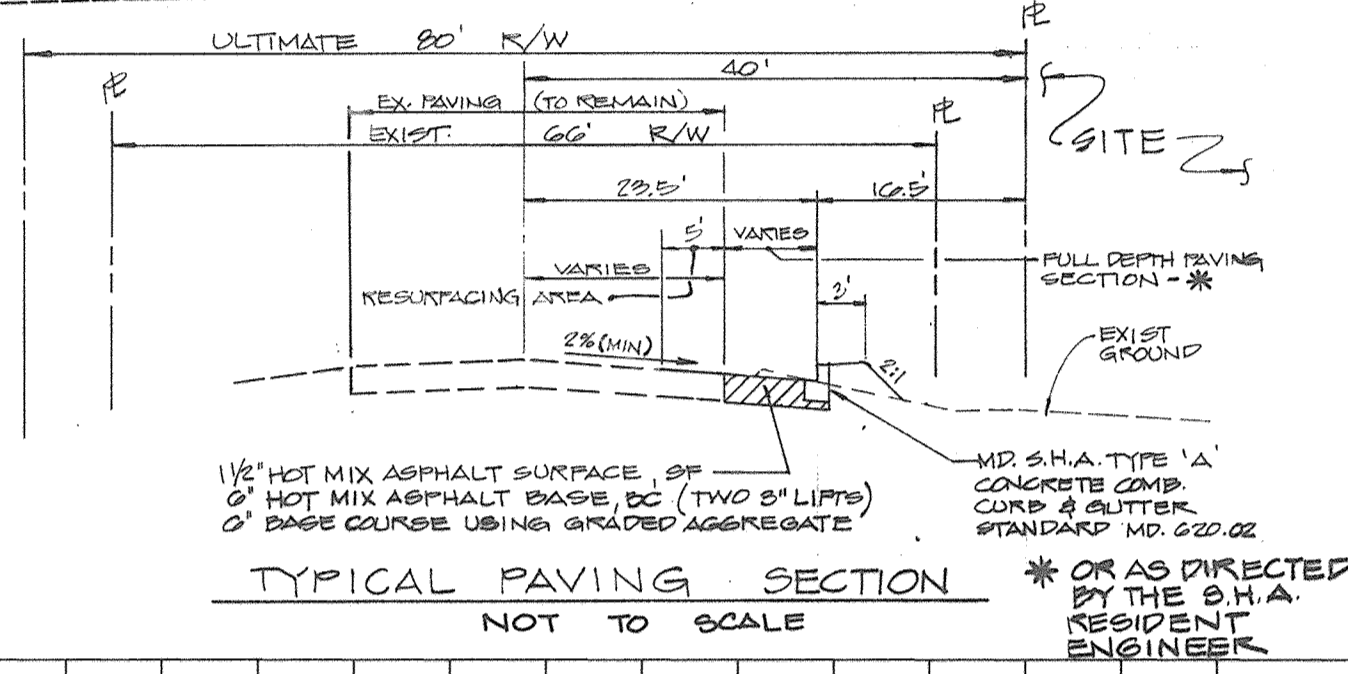 ℄
ULTIMATE 80' R/W
40'
℄
EX. PAVING (TO REMAIN)
℄
EXIST. 66' R/W
SITE
23.5' 16.5'
5' VARIES
FULL DEPTH PAVING
SECTION - *
VARIES
RESURFACING AREA
3'
2% (MIN)
EXIST
GROUND
2:1
1 1/2" HOT MIX ASPHALT SURFACE, SF
6" HOT MIX ASPHALT BASE, BC (TWO 3" LIFTS)
6" BASE COURSE USING GRADED AGGREGATE
MD. S.H.A. TYPE 'A'
CONCRETE COMB.
CURB & GUTTER
STANDARD MD. 620.02
TYPICAL PAVING SECTION
NOT TO SCALE
* OR AS DIRECTED
BY THE S.H.A.
RESIDENT
ENGINEER